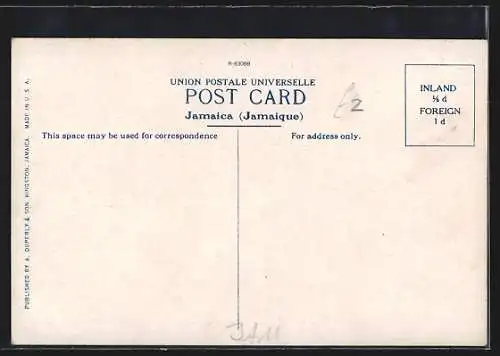 R-63088
UNION POSTALE UNIVERSELLE
POST CARD
Jamaica (Jamaique)
This space may be used for correspondence
For address only.
INLAND
½ d
FOREIGN
1 d
PUBLISHED BY A. DUPERLY & SON, KINGSTON, JAMAICA. MADE IN U. S. A.
£2